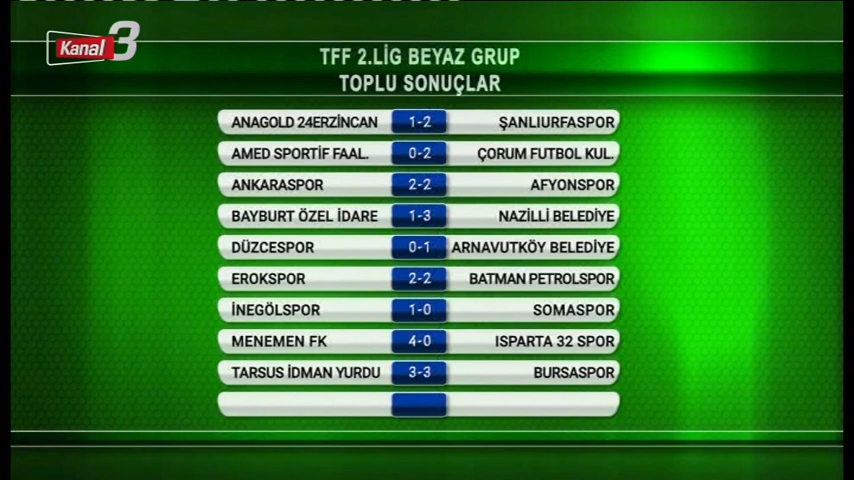 Kanal 3
TFF 2.LİG BEYAZ GRUP
TOPLU SONUÇLAR
ANAGOLD 24ERZİNCAN 1-2 ŞANLIURFASPOR
AMED SPORTİF FAAL. 0-2 ÇORUM FUTBOL KUL.
ANKARASPOR 2-2 AFYONSPOR
BAYBURT ÖZEL İDARE 1-3 NAZİLLİ BELEDİYE
DÜZCESPOR 0-1 ARNAVUTKÖY BELEDİYE
EROKSPOR 2-2 BATMAN PETROLSPOR
İNEGÖLSPOR 1-0 SOMASPOR
MENEMEN FK 4-0 ISPARTA 32 SPOR
TARSUS İDMAN YURDU 3-3 BURSASPOR